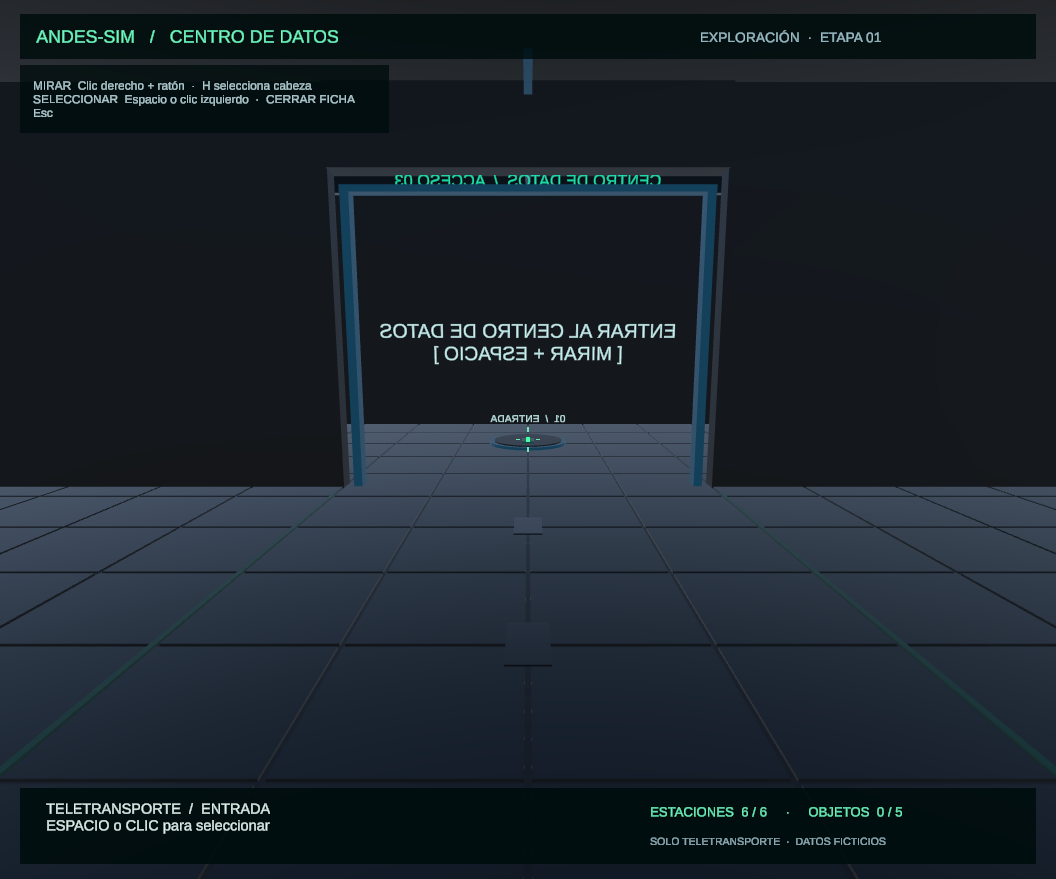 ANDES-SIM / CENTRO DE DATOS
EXPLORACIÓN · ETAPA 01
MIRAR Clic derecho + ratón · H selecciona cabeza
SELECCIONAR Espacio o clic izquierdo · CERRAR FICHA
Esc
CENTRO DE DATOS / ACCESO 03
ENTRAR AL CENTRO DE DATOS
[ MIRAR + ESPACIO ]
01 / ENTRADA
TELETRANSPORTE / ENTRADA
ESPACIO o CLIC para seleccionar
ESTACIONES 6 / 6 · OBJETOS 0 / 5
SOLO TELETRANSPORTE · DATOS FICTICIOS